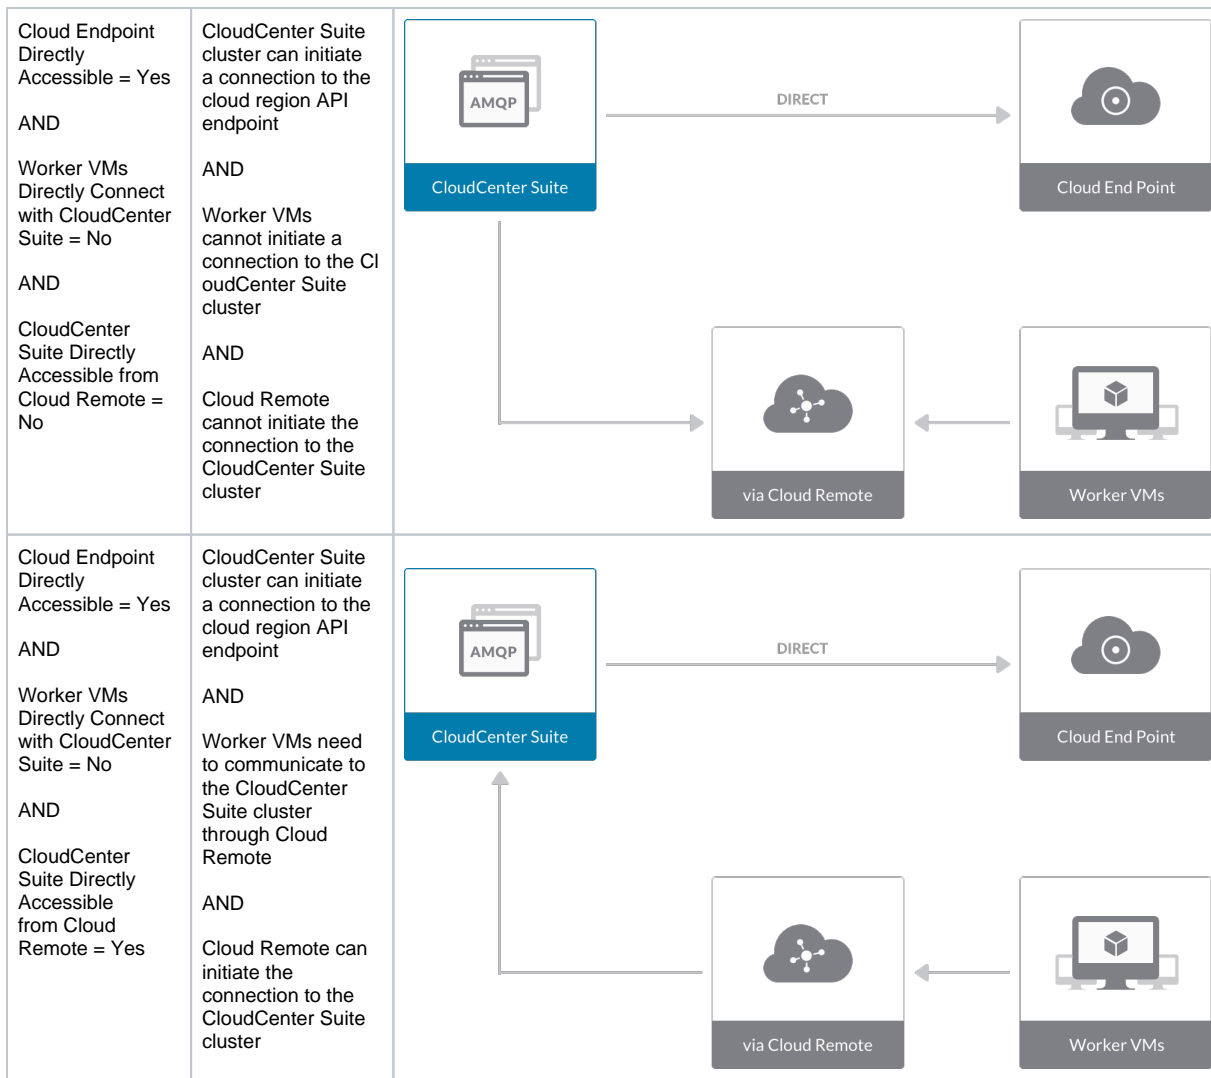 Cloud Endpoint
Directly
Accessible = Yes
AND
Worker VMs
Directly Connect
with CloudCenter
Suite = No
AND
CloudCenter
Suite Directly
Accessible from
Cloud Remote =
No
CloudCenter Suite
cluster can initiate
a connection to the
cloud region API
endpoint
AND
Worker VMs
cannot initiate a
connection to the Cl
oudCenter Suite
cluster
AND
Cloud Remote
cannot initiate the
connection to the
CloudCenter Suite
cluster
AMQP
CloudCenter Suite
DIRECT
Cloud End Point
via Cloud Remote
Worker VMs
Cloud Endpoint
Directly
Accessible = Yes
AND
Worker VMs
Directly Connect
with CloudCenter
Suite = No
AND
CloudCenter
Suite Directly
Accessible
from Cloud
Remote = Yes
CloudCenter Suite
cluster can initiate
a connection to the
cloud region API
endpoint
AND
Worker VMs need
to communicate to
the CloudCenter
Suite cluster
through Cloud
Remote
AND
Cloud Remote can
initiate the
connection to the
CloudCenter Suite
cluster
AMQP
CloudCenter Suite
DIRECT
Cloud End Point
via Cloud Remote
Worker VMs